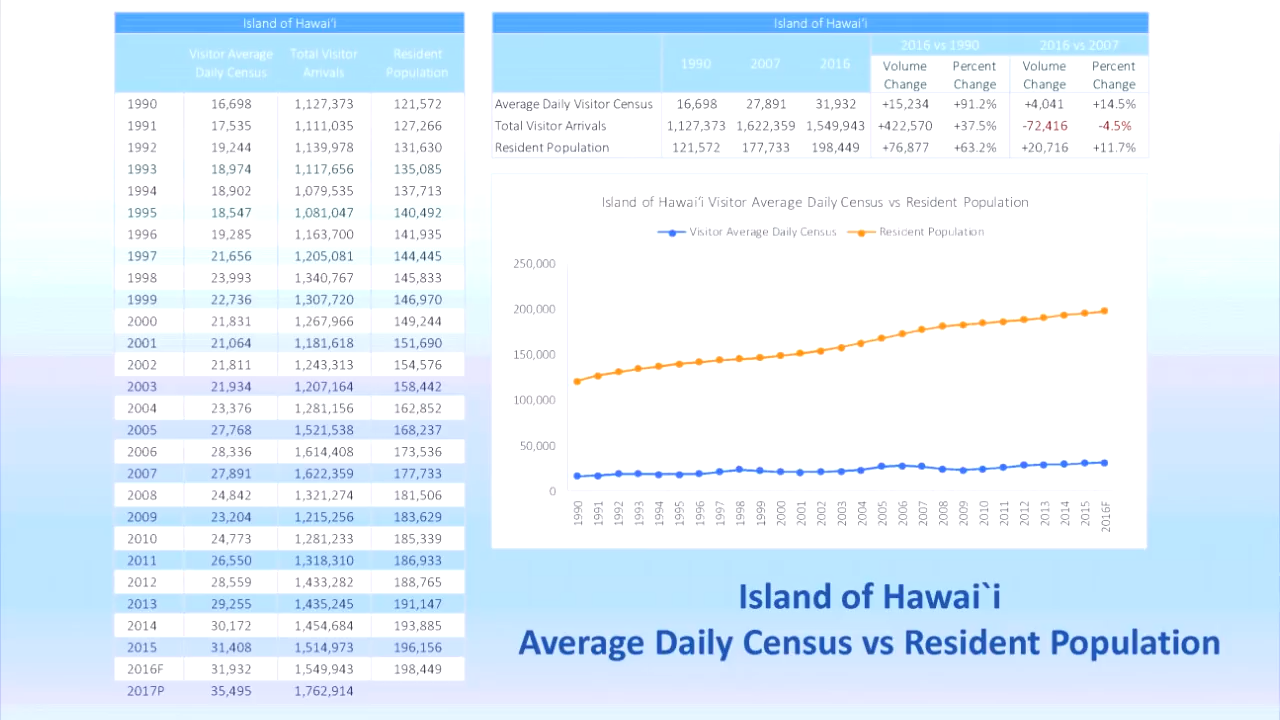 Island of Hawai‘i
Visitor Average Daily Census Total Visitor Arrivals Resident Population
1990 16,698 1,127,373 121,572
1991 17,535 1,111,035 127,266
1992 19,244 1,139,978 131,630
1993 18,974 1,117,656 135,085
1994 18,902 1,079,535 137,713
1995 18,547 1,081,047 140,492
1996 19,285 1,163,700 141,935
1997 21,656 1,205,081 144,445
1998 23,993 1,340,767 145,833
1999 22,736 1,307,720 146,970
2000 21,831 1,267,966 149,244
2001 21,064 1,181,618 151,690
2002 21,811 1,243,313 154,576
2003 21,934 1,207,164 158,442
2004 23,376 1,281,156 162,852
2005 27,768 1,521,538 168,237
2006 28,336 1,614,408 173,536
2007 27,891 1,622,359 177,733
2008 24,842 1,321,274 181,506
2009 23,204 1,215,256 183,629
2010 24,773 1,281,233 185,339
2011 26,550 1,318,310 186,933
2012 28,559 1,433,282 188,765
2013 29,255 1,435,245 191,147
2014 30,172 1,454,684 193,885
2015 31,408 1,514,973 196,156
2016F 31,932 1,549,943 198,449
2017P 35,495 1,762,914
Island of Hawai‘i
2016 vs 1990 2016 vs 2007
1990 2007 2016 Volume Change Percent Change Volume Change Percent Change
Average Daily Visitor Census 16,698 27,891 31,932 +15,234 +91.2% +4,041 +14.5%
Total Visitor Arrivals 1,127,373 1,622,359 1,549,943 +422,570 +37.5% -72,416 -4.5%
Resident Population 121,572 177,733 198,449 +76,877 +63.2% +20,716 +11.7%
Island of Hawai‘i Visitor Average Daily Census vs Resident Population
Visitor Average Daily Census Resident Population
250,000
200,000
150,000
100,000
50,000
0
1990 1991 1992 1993 1994 1995 1996 1997 1998 1999 2000 2001 2002 2003 2004 2005 2006 2007 2008 2009 2010 2011 2012 2013 2014 2015 2016F
Island of Hawai`i
Average Daily Census vs Resident Population